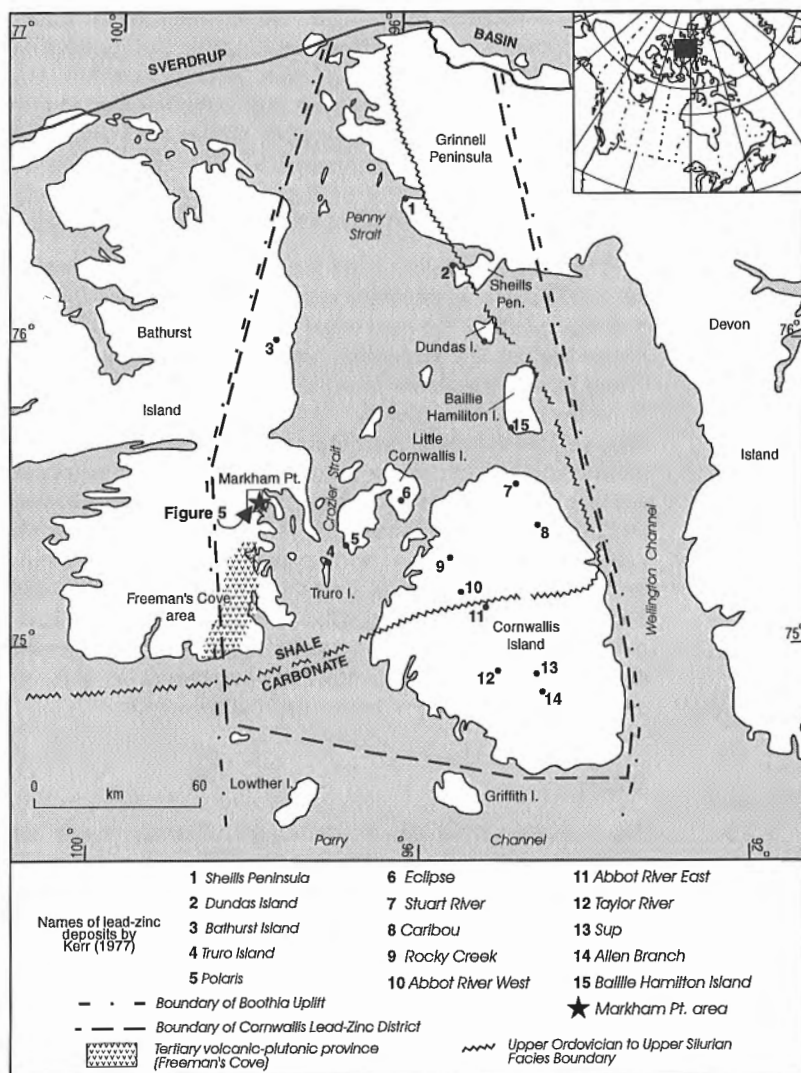 77°
100°
96°
SVERDRUP
BASIN
Grinnell
Peninsula
1
Penny
Strait
2
Sheills
Pen.
76°
Bathurst
3
Dundas I.
Devon
76°
Island
Baillie
Hamiliton I.
15
Little
Cornwallis I.
Island
Markham Pt.
Crozier Strait
6
7
Figure 5
5
8
4
9
Truro I.
10
Wellington Channel
Freeman's Cove
area
11
75°
SHALE
CARBONATE
Cornwallis
Island
75°
12
13
14
0
60
km
Lowther I.
Griffith I.
Parry
Channel
100°
96°
92°
Names of lead-zinc
deposits by
Kerr (1977)
1 Sheills Peninsula
2 Dundas Island
3 Bathurst Island
4 Truro Island
5 Polaris
6 Eclipse
7 Stuart River
8 Caribou
9 Rocky Creek
10 Abbot River West
11 Abbot River East
12 Taylor River
13 Sup
14 Allen Branch
15 Baillie Hamilton Island
Markham Pt. area
Boundary of Boothia Uplift
Boundary of Cornwallis Lead-Zinc District
Tertiary volcanic-plutonic province
(Freeman's Cove)
Upper Ordovician to Upper Silurian
Facies Boundary